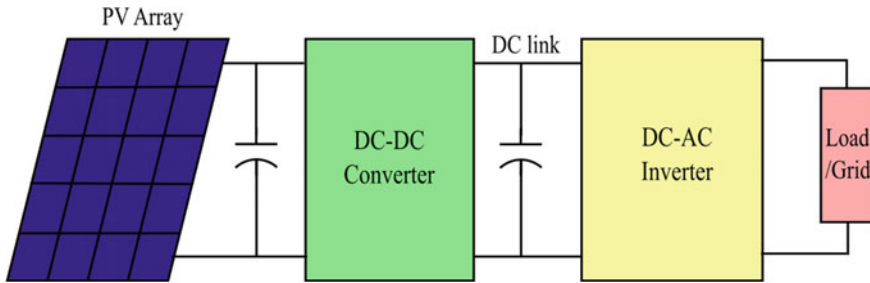 PV Array
DC link
DC-DC
Converter
DC-AC
Inverter
Load
/Grid